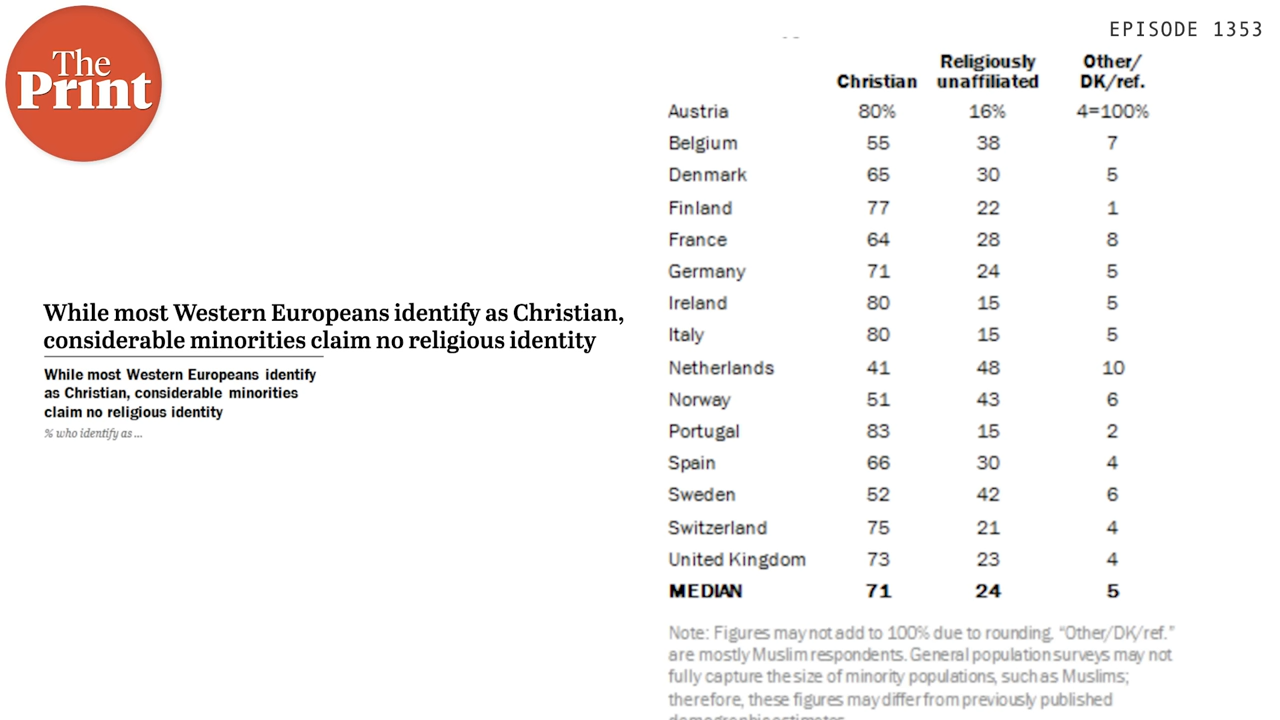 The
Print
EPISODE 1353
While most Western Europeans identify as Christian,
considerable minorities claim no religious identity
While most Western Europeans identify
as Christian, considerable minorities
claim no religious identity
% who identify as ...
Christian Religiously unaffiliated Other/ DK/ref.
Austria 80% 16% 4=100%
Belgium 55 38 7
Denmark 65 30 5
Finland 77 22 1
France 64 28 8
Germany 71 24 5
Ireland 80 15 5
Italy 80 15 5
Netherlands 41 48 10
Norway 51 43 6
Portugal 83 15 2
Spain 66 30 4
Sweden 52 42 6
Switzerland 75 21 4
United Kingdom 73 23 4
MEDIAN 71 24 5
Note: Figures may not add to 100% due to rounding. “Other/DK/ref.”
are mostly Muslim respondents. General population surveys may not
fully capture the size of minority populations, such as Muslims;
therefore, these figures may differ from previously published